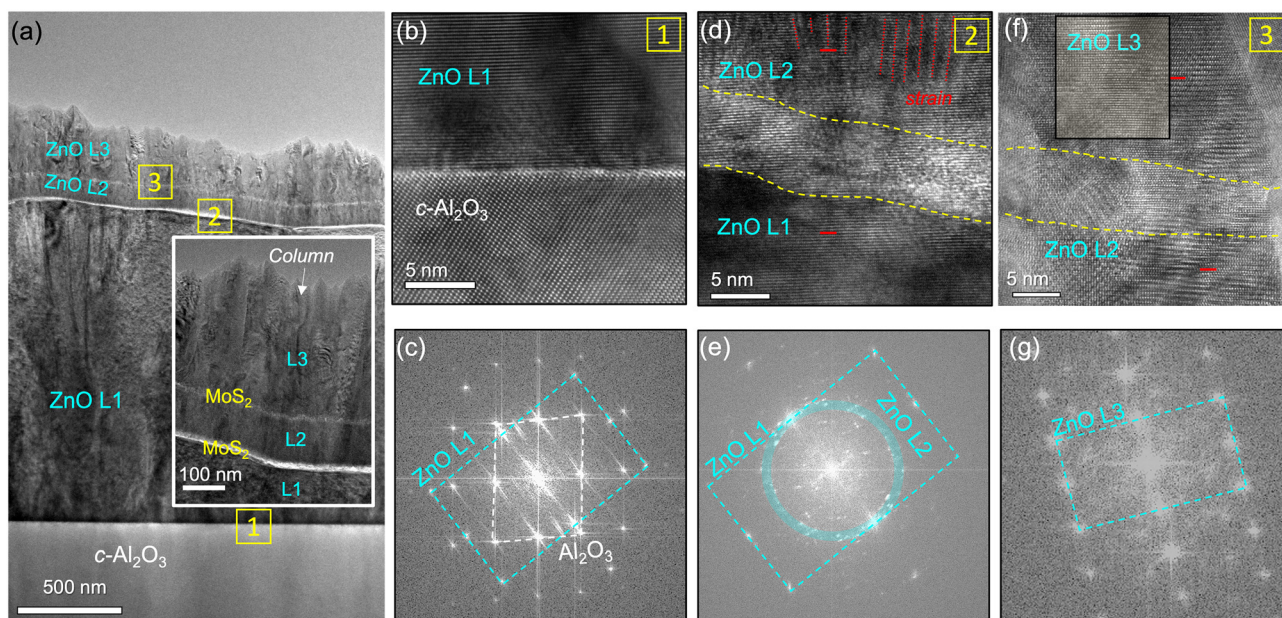 (a)
ZnO L3
ZnO L2
3
2
ZnO L1
Column
L3
MoS₂
L2
MoS₂
L1
100 nm
1
c-Al₂O₃
500 nm
(b)
1
ZnO L1
c-Al₂O₃
5 nm
(c)
ZnO L1
Al₂O₃
(d)
2
ZnO L2
strain
ZnO L1
5 nm
(e)
ZnO L1
ZnO L2
(f)
3
ZnO L3
ZnO L2
5 nm
(g)
ZnO L3